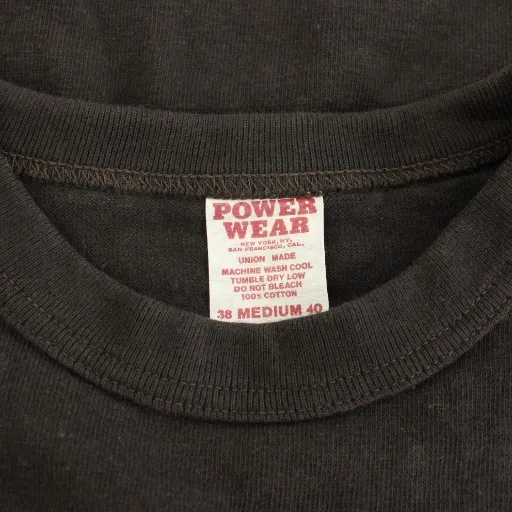 POWER
WEAR
NEW YORK, NY.
SAN FRANCISCO, CAL.
UNION MADE
MACHINE WASH COOL
TUMBLE DRY LOW
DO NOT BLEACH
100% COTTON
38 MEDIUM 40